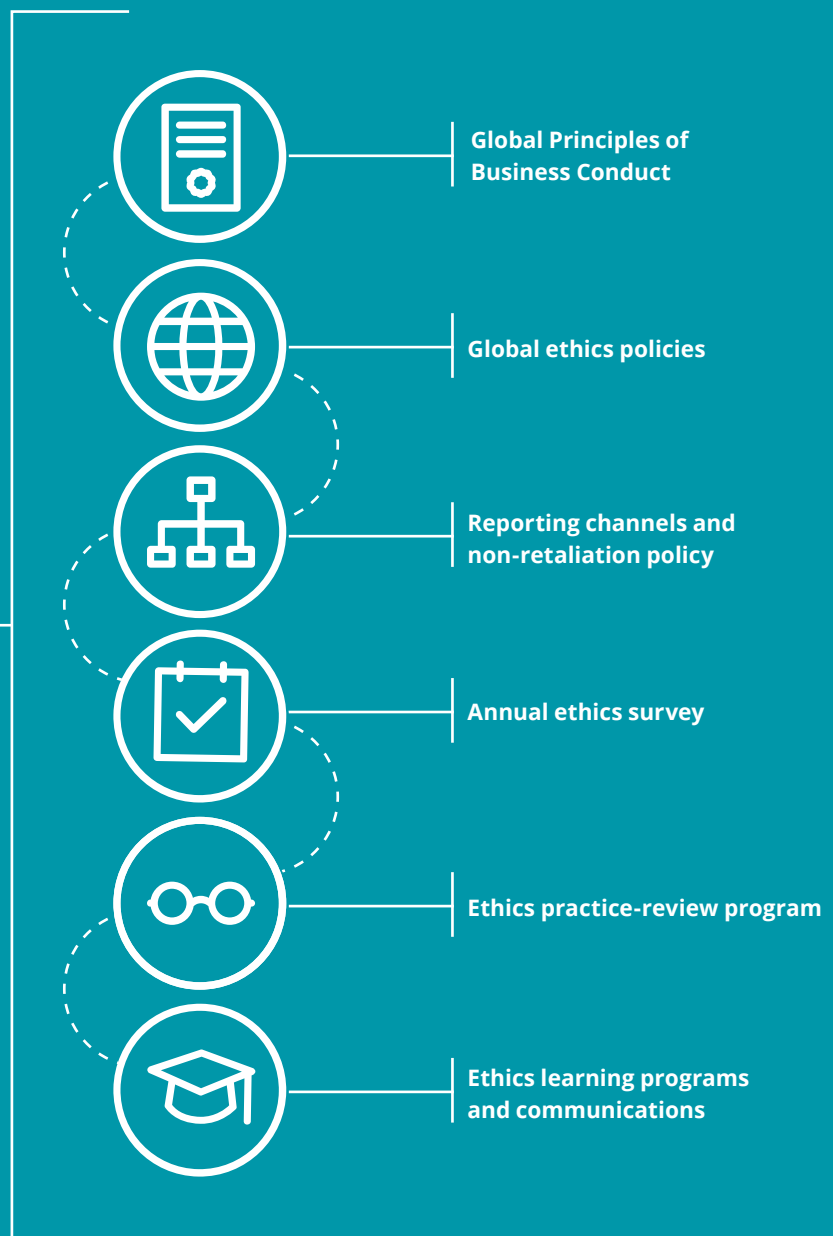 Global Principles of
Business Conduct
Global ethics policies
Reporting channels and
non-retaliation policy
Annual ethics survey
Ethics practice-review program
Ethics learning programs
and communications